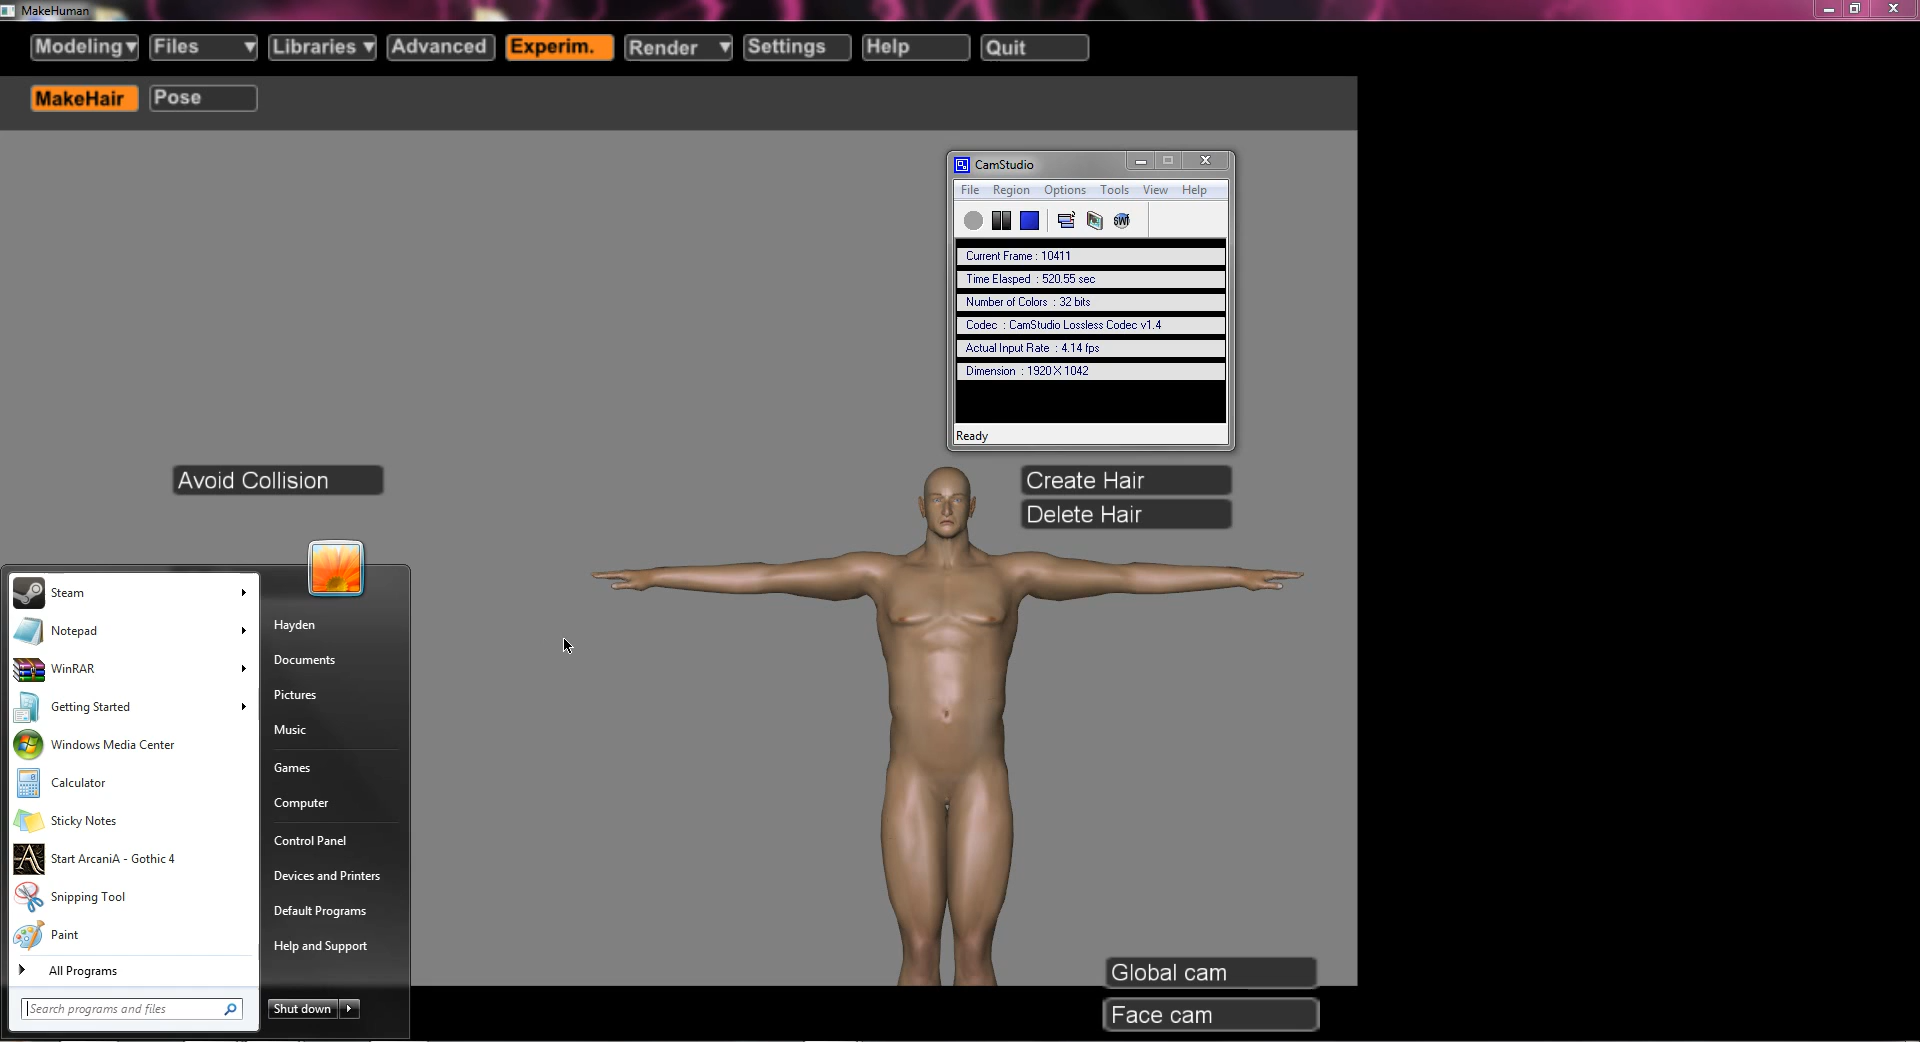 MakeHuman
Modeling Files Libraries Advanced Experim. Render Settings Help Quit
MakeHair Pose
CamStudio
File Region Options Tools View Help
SWF
Current Frame : 10411
Time Elasped : 520.55 sec
Number of Colors : 32 bits
Codec : CamStudio Lossless Codec v1.4
Actual Input Rate : 4.14 fps
Dimension : 1920 X 1042
Ready
Avoid Collision
Create Hair
Delete Hair
Steam
Notepad
WinRAR
Getting Started
Windows Media Center
Calculator
Sticky Notes
Start ArcaniA - Gothic 4
Snipping Tool
Paint
All Programs
Search programs and files
Hayden
Documents
Pictures
Music
Games
Computer
Control Panel
Devices and Printers
Default Programs
Help and Support
Shut down
Global cam
Face cam